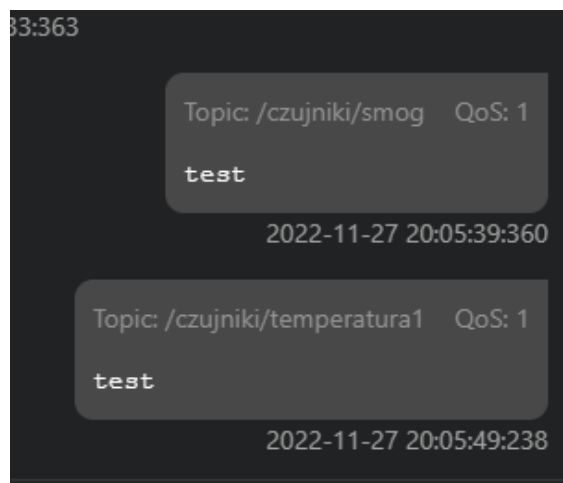 33:363
Topic: /czujniki/smog QoS: 1
test
2022-11-27 20:05:39:360
Topic: /czujniki/temperatura1 QoS: 1
test
2022-11-27 20:05:49:238